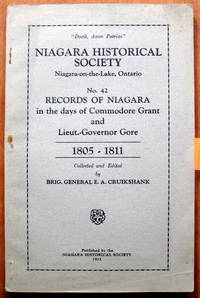 "Ducit Amor Patriae"
NIAGARA HISTORICAL
SOCIETY
Niagara-on-the-Lake, Ontario
No. 42
RECORDS OF NIAGARA
in the days of Commodore Grant
and
Lieut.-Governor Gore
1805 - 1811
Collected and Edited
by
BRIG. GENERAL E. A. CRUIKSHANK
Published by the
NIAGARA HISTORICAL SOCIETY
1931